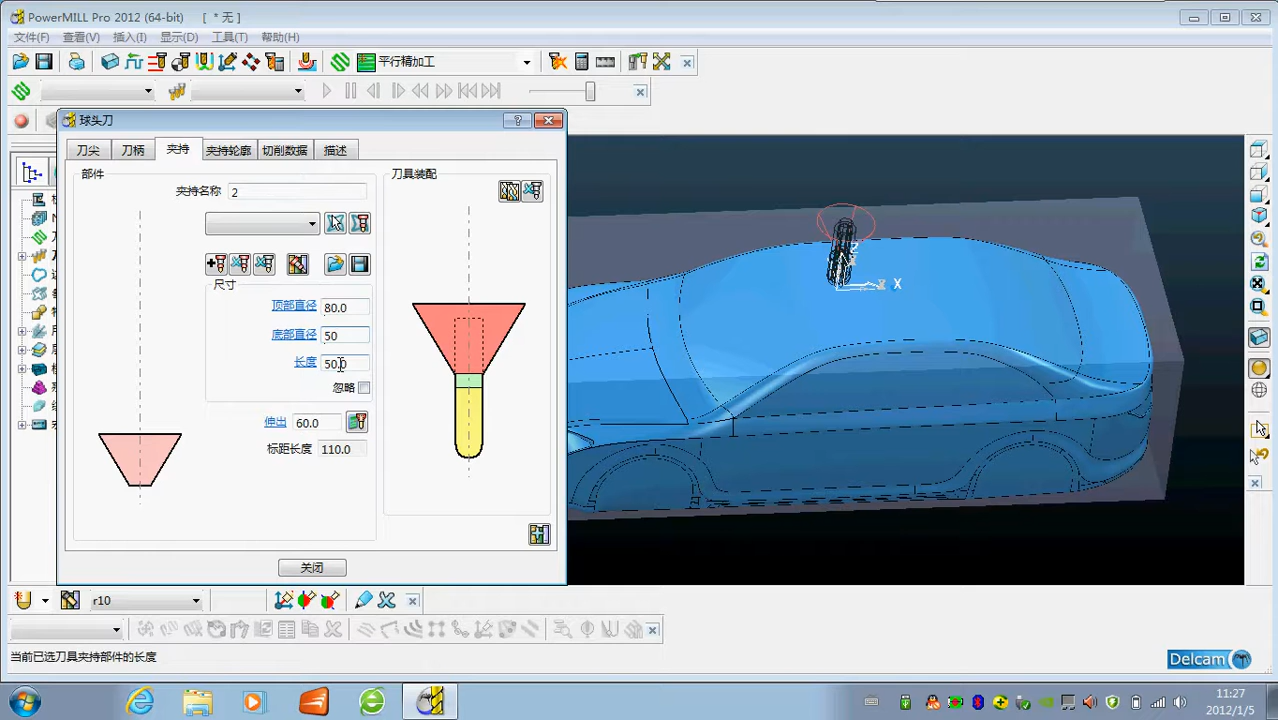 PowerMILL Pro 2012 (64-bit) [ * 无 ]
文件(F) 查看(V) 插入(I) 显示(D) 工具(T) 帮助(H)
平行精加工
球头刀
刀尖 刀柄 夹持 夹持轮廓 切削数据 描述
部件
刀具装配
夹持名称 2
尺寸
顶部直径 80.0
底部直径 50
长度 50.0
忽略
伸出 60.0
标距长度 110.0
关闭
Z
X
r10
当前已选刀具夹持部件的长度
Delcam
11:27
2012/1/5